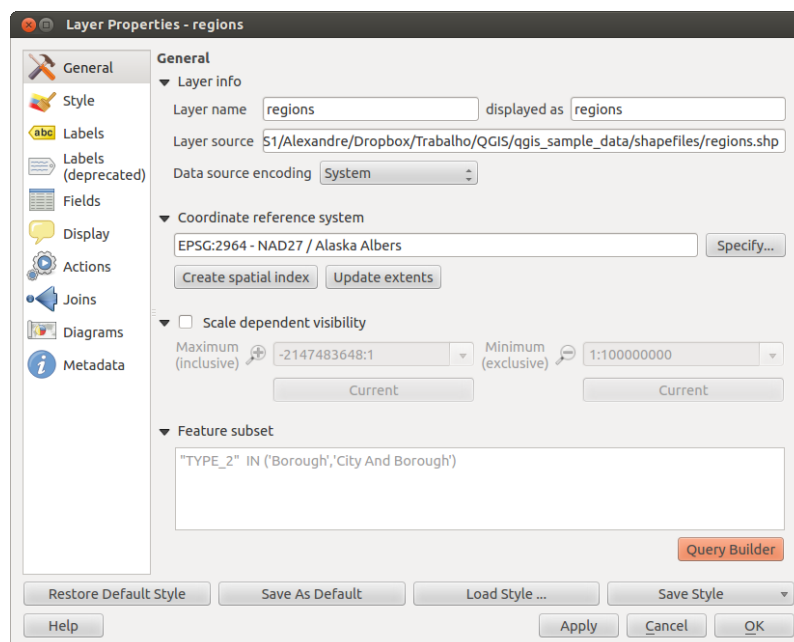 Layer Properties - regions
General
Style
Labels
Labels
(deprecated)
Fields
Display
Actions
Joins
Diagrams
Metadata
General
Layer info
Layer name regions displayed as regions
Layer source S1/Alexandre/Dropbox/Trabalho/QGIS/qgis_sample_data/shapefiles/regions.shp
Data source encoding System
Coordinate reference system
EPSG:2964 - NAD27 / Alaska Albers Specify...
Create spatial index Update extents
Scale dependent visibility
Maximum
(inclusive) -2147483648:1 Minimum
(exclusive) 1:100000000
Current Current
Feature subset
"TYPE_2" IN ('Borough','City And Borough')
Query Builder
Restore Default Style Save As Default Load Style ... Save Style
Help Apply Cancel OK
abc